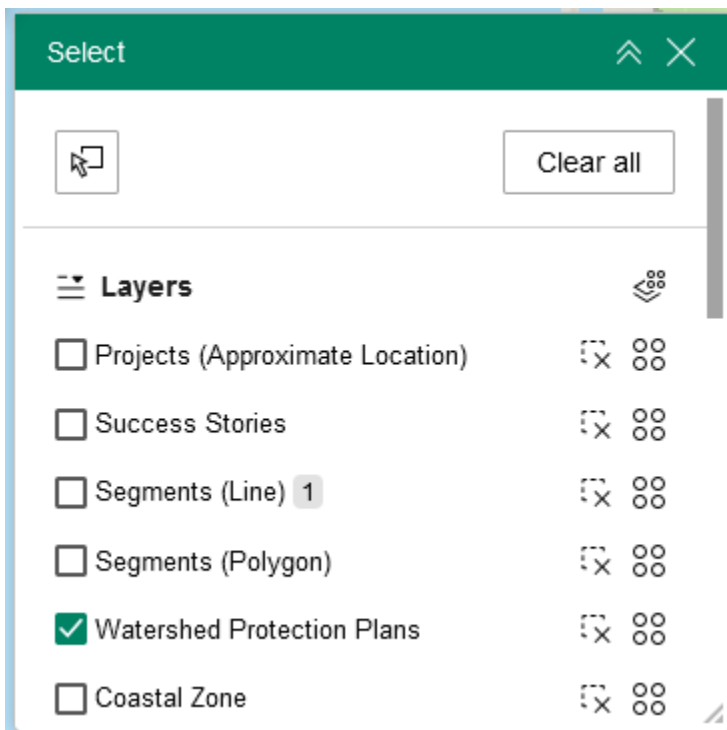 Select
Clear all
Layers
Projects (Approximate Location)
Success Stories
Segments (Line) 1
Segments (Polygon)
Watershed Protection Plans
Coastal Zone